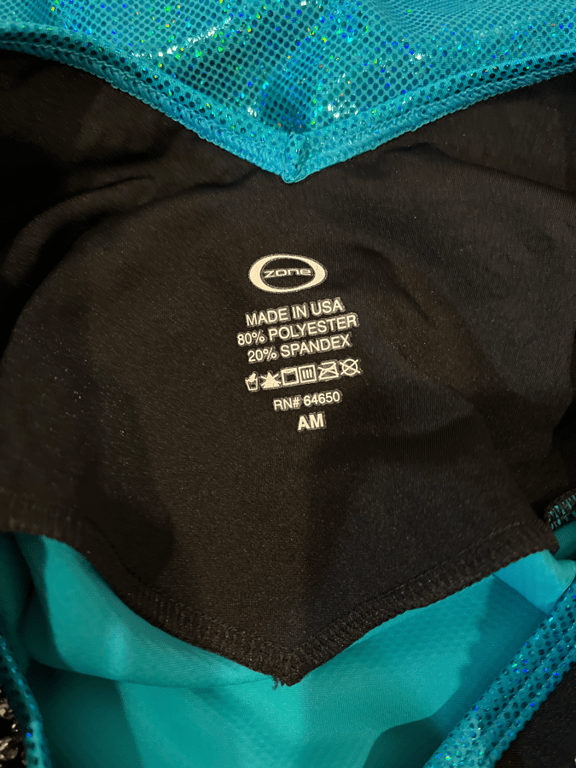 zone
MADE IN USA
80% POLYESTER
20% SPANDEX
RN# 64650
AM